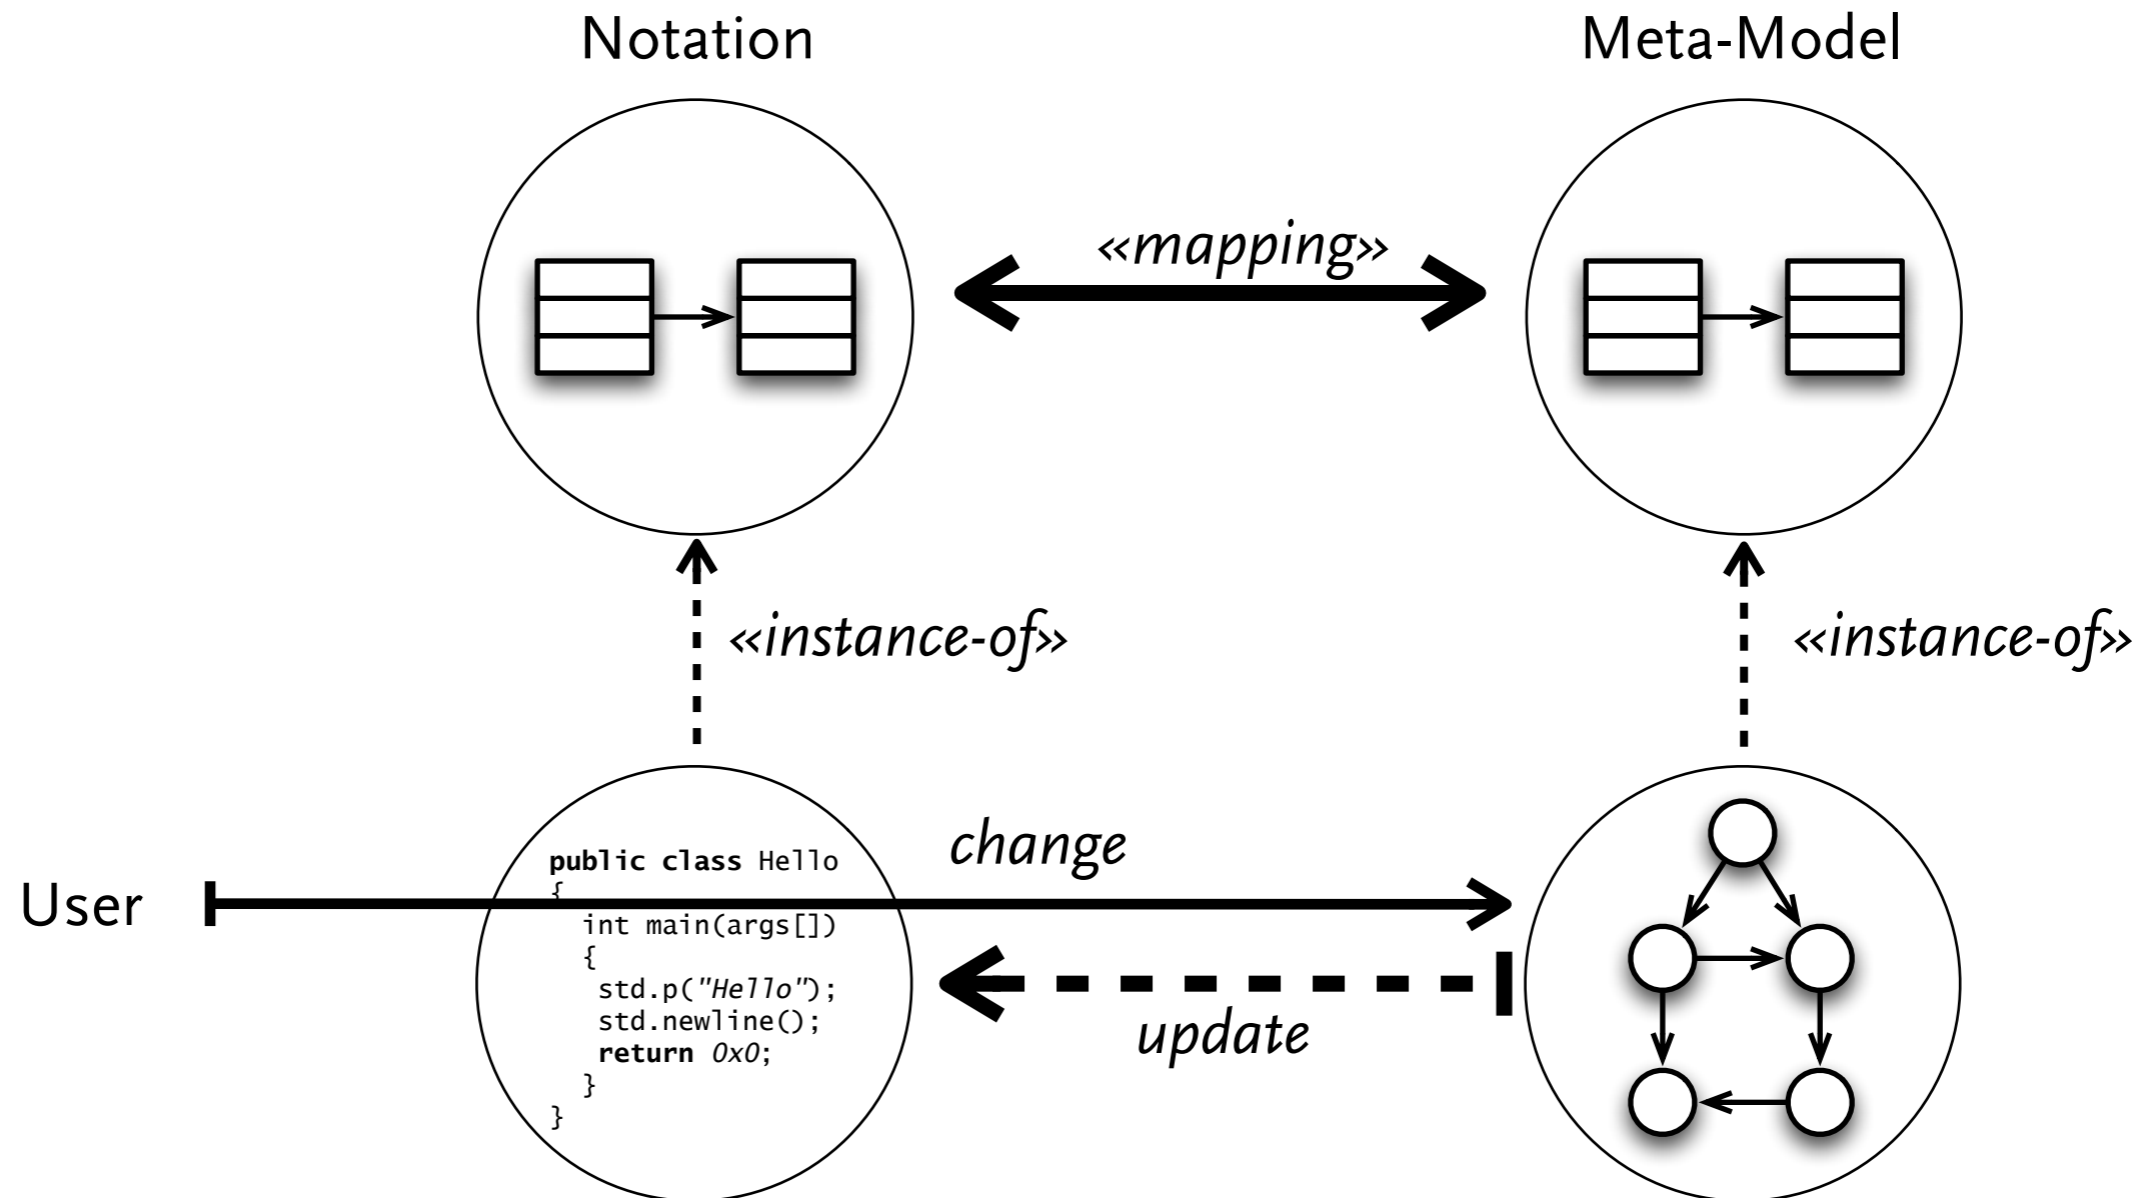 Notation
Meta-Model
«mapping»
«instance-of»
«instance-of»
User
change
update
public class Hello
{
int main(args[])
{
std.p("Hello");
std.newline();
return 0x0;
}
}